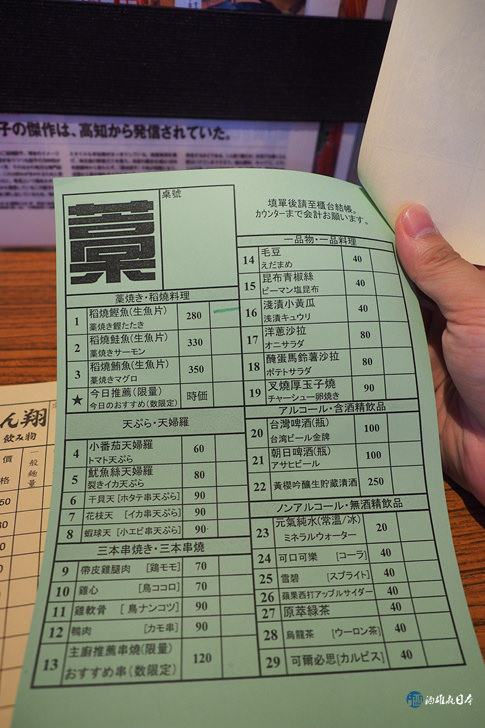 子の傑作は、高知から発信されていた。
桌號
藁
填單後請至櫃台結帳。
カウンターまで会計お願います。
藁焼き・稻燒料理
1 稻燒鰹魚(生魚片) 280
藁焼き鰹たたき
2 稻燒鮭魚(生魚片) 330
藁焼きサーモン
3 稻燒鮪魚(生魚片) 350
藁焼きマグロ
★ 今日推薦(限量) 時価
今日のおすすめ(数限定)
天ぷら・天婦羅
4 小番茄天婦羅 60
トマト天ぷら
5 魷魚絲天婦羅 80
裂きイカ天ぷら
6 干貝天 [ホタテ串天ぷら] 90
7 花枝天 [イカ串天ぷら] 90
8 蝦球天 [小エビ串天ぷら] 90
三本串焼き・三本串燒
9 帶皮雞腿肉 [鶏モモ] 70
10 雞心 [鳥ココロ] 70
11 雞軟骨 [鳥ナンコツ] 90
12 鴨肉 [カモ串] 90
13 主廚推薦串燒(限量) 120
おすすめ串(数限定)
一品物・一品料理
14 毛豆 40
えだまめ
15 昆布青椒絲 40
ピーマン塩昆布
16 淺漬小黃瓜 40
浅漬キュウリ
17 洋蔥沙拉 80
オニサラダ
18 醃蛋馬鈴薯沙拉 80
ポテトサラダ
19 叉燒厚玉子燒 90
チャーシュー卵焼き
アルコール・含酒精飲品
20 台灣啤酒(瓶) 100
台湾ビール金牌
21 朝日啤酒(瓶) 100
アサヒビール
22 黃櫻吟釀生貯藏清酒 250
ノンアルコール・無酒精飲品
23 元氣純水(常溫/冰) 20
ミネラルウォーター
24 可口可樂 [コーラ] 40
25 雪碧 [スプライト] 40
26 蘋果西打アップルサイダー 40
27 原萃綠茶 40
28 烏龍茶 [ウーロン茶] 40
29 可爾必思[カルピス] 40
ん翔
飲み物
一般麵量
價
格
酒雄在日本